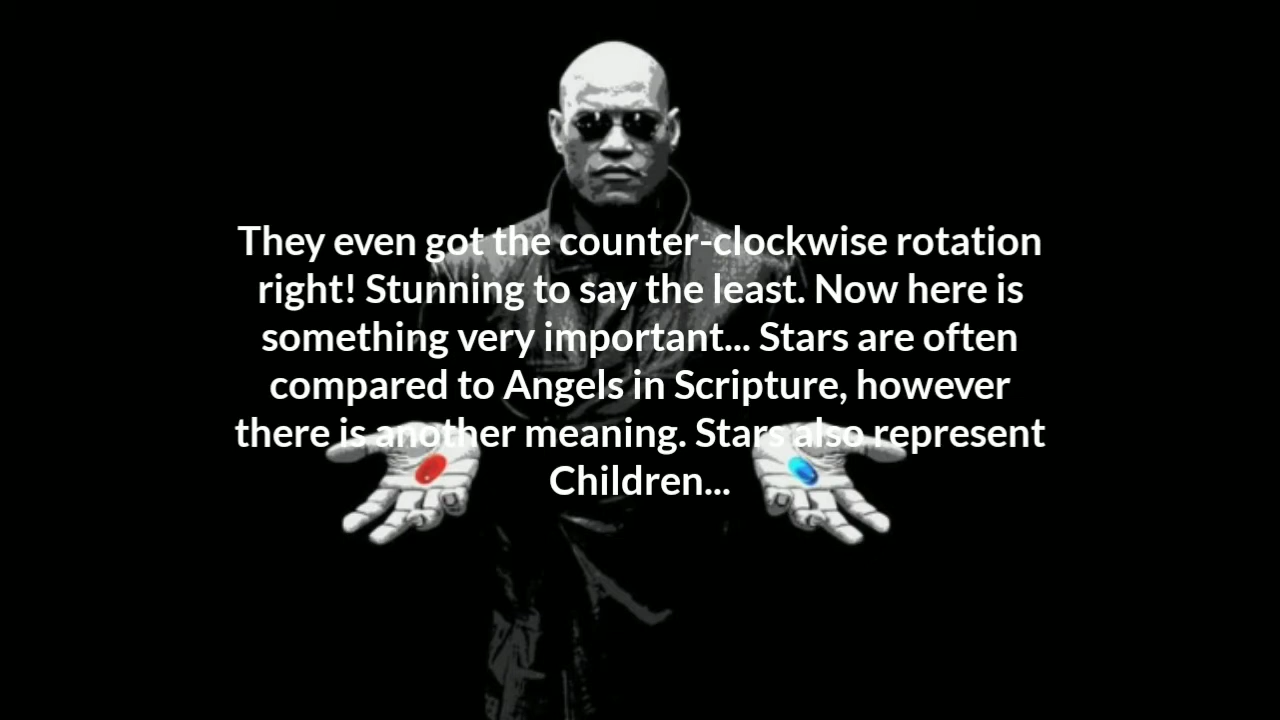 They even got the counter-clockwise rotation
right! Stunning to say the least. Now here is
something very important... Stars are often
compared to Angels in Scripture, however
there is another meaning. Stars also represent
Children...